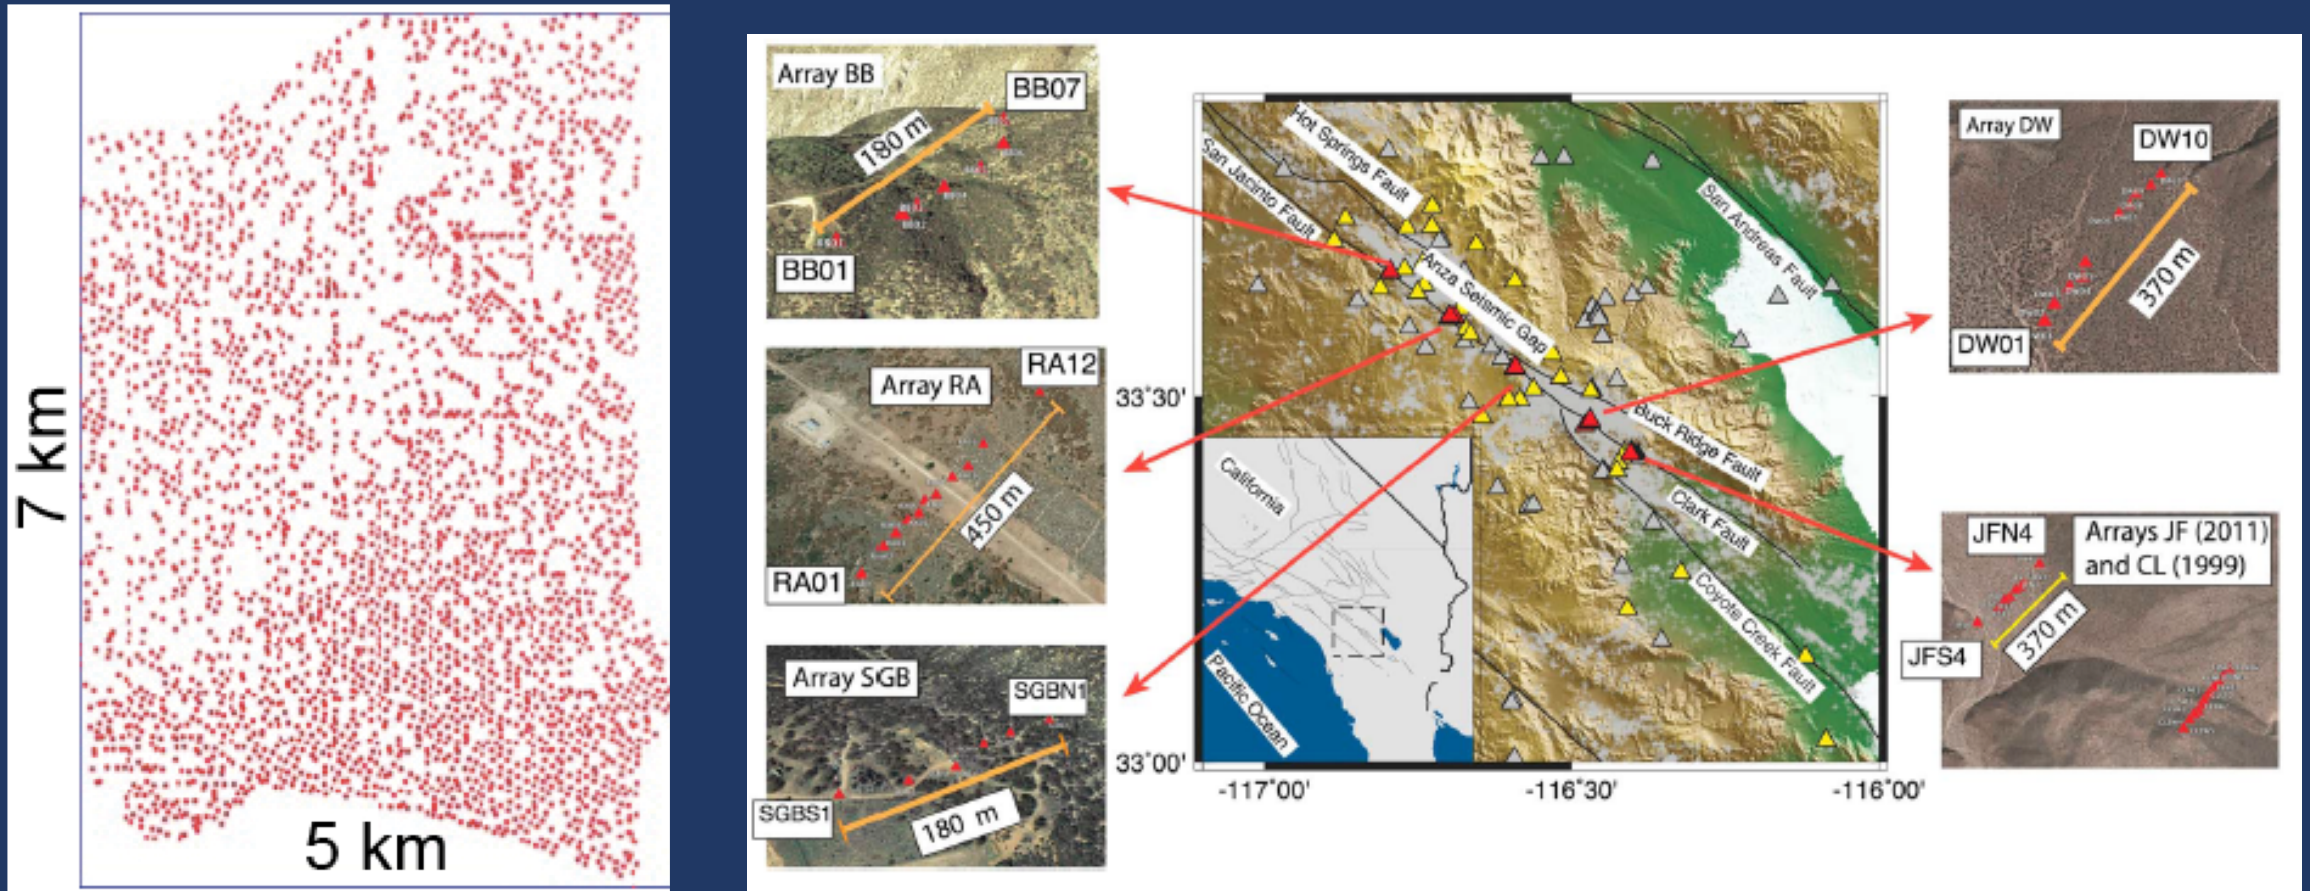 7 km
5 km
Array BB
BB07
180 m
BB01
Array RA
RA12
450 m
RA01
Array SGB
SGBN1
SGBS1
180 m
Hot Springs Fault
San Jacinto Fault
Anza Seismic Gap
San Andreas Fault
Buck Ridge Fault
Clark Fault
Coyote Creek Fault
California
Pacific Ocean
33°30'
33°00'
-117°00'
-116°30'
-116°00'
Array DW
DW10
370 m
DW01
JFN4
Arrays JF (2011)
and CL (1999)
370 m
JFS4